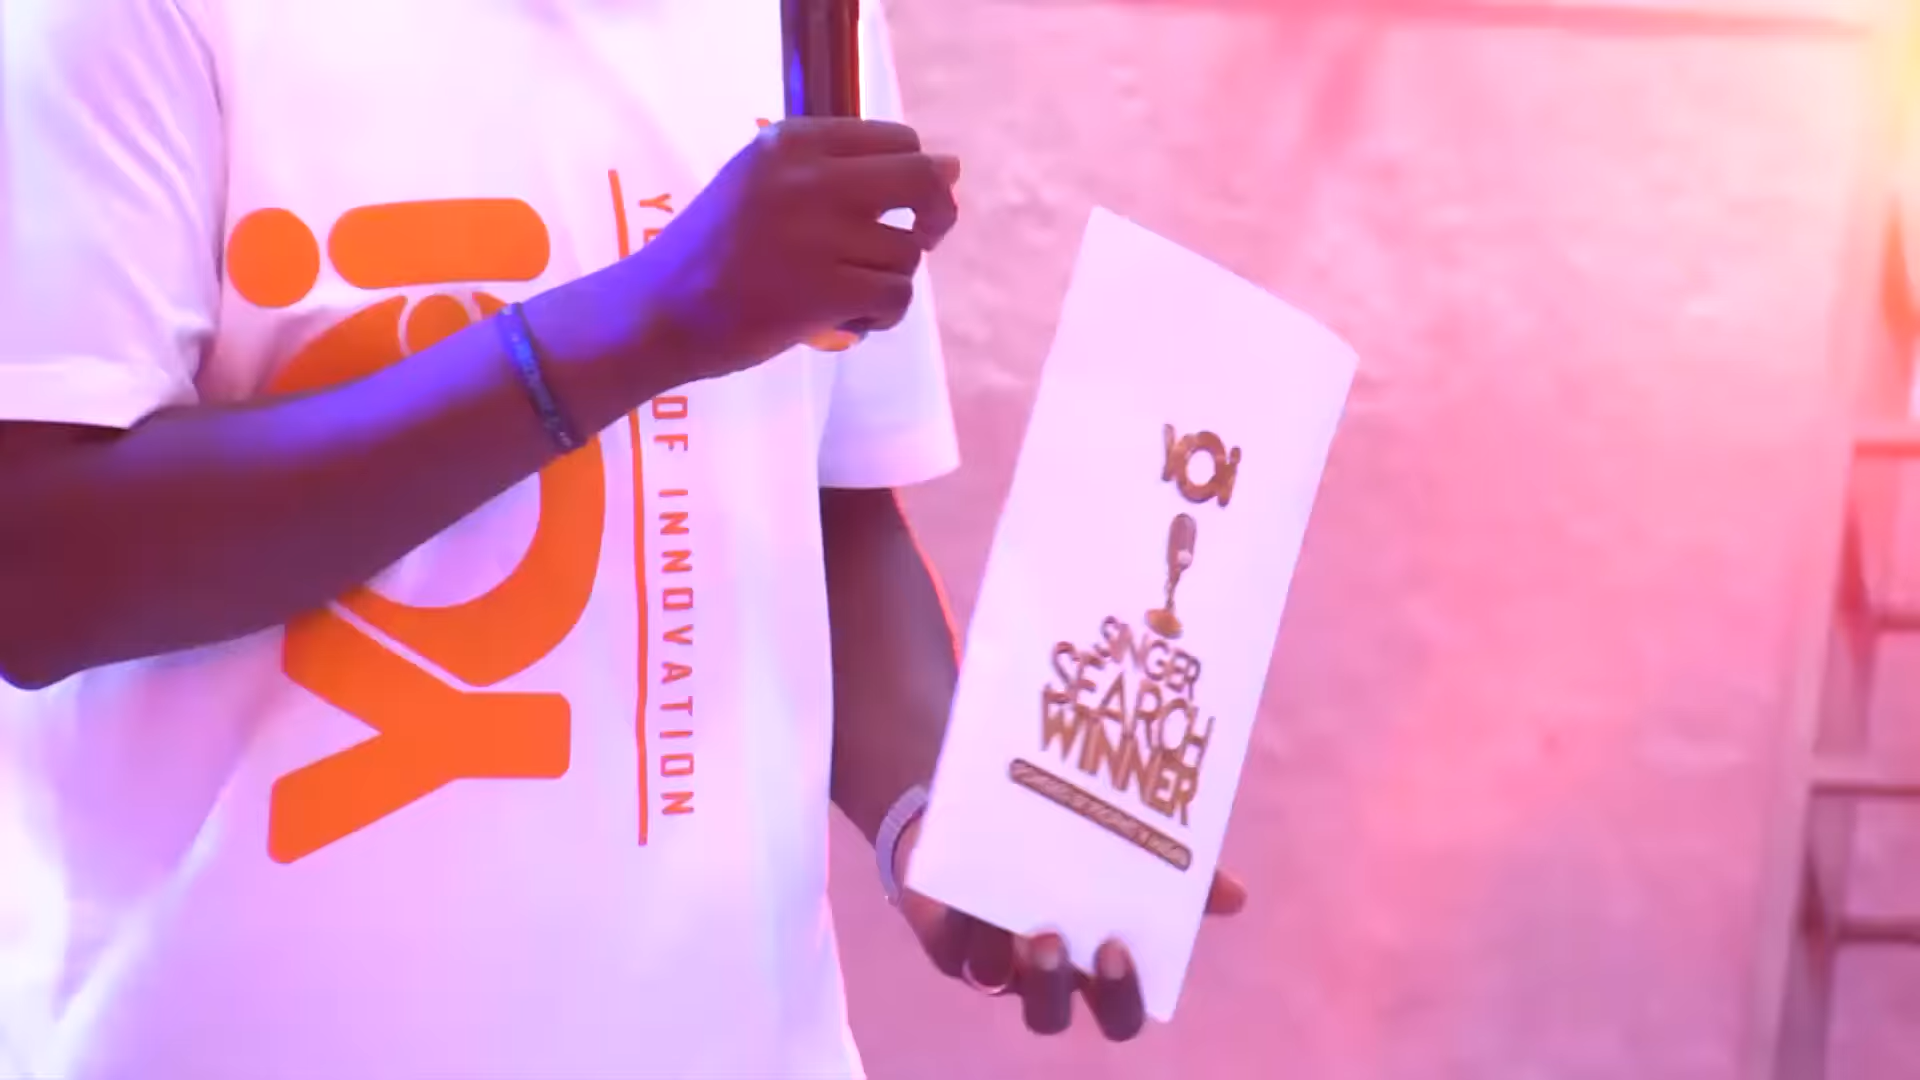 YOi
OF INNOVATION
YOi
SINGER
SEARCH
WINNER